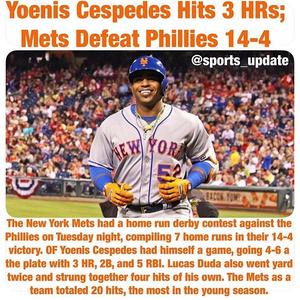 Yoenis Cespedes Hits 3 HRs;
Mets Defeat Phillies 14-4
@sports_update
NEW YORK
52
The New York Mets had a home run derby contest against the
Phillies on Tuesday night, compiling 7 home runs in their 14-4
victory. OF Yoenis Cespedes had himself a game, going 4-6 a
the plate with 3 HR, 2B, and 5 RBI. Lucas Duda also went yard
twice and strung together four hits of his own. The Mets as a
team totaled 20 hits, the most in the young season.